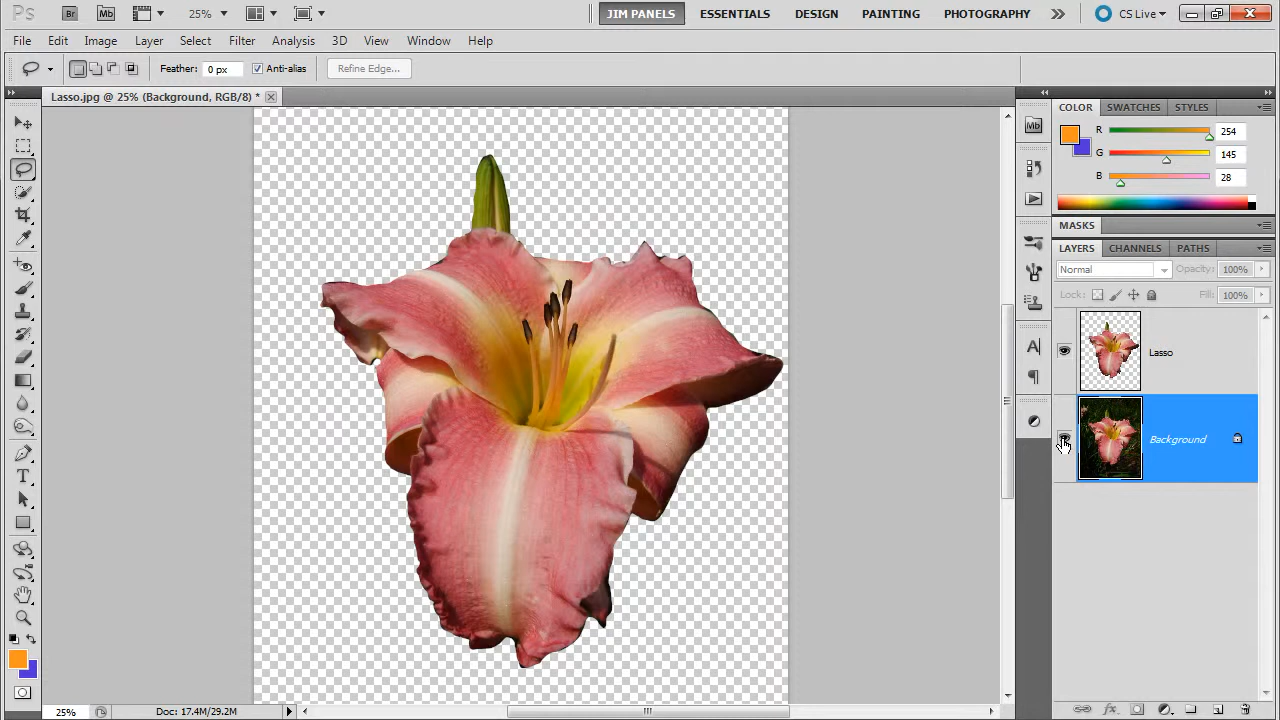 Ps Br Mb 25% JIM PANELS ESSENTIALS DESIGN PAINTING PHOTOGRAPHY CS Live
File Edit Image Layer Select Filter Analysis 3D View Window Help
Feather: 0 px Anti-alias Refine Edge...
Lasso.jpg @ 25% (Background, RGB/8) *
COLOR SWATCHES STYLES
R 254
G 145
B 28
MASKS
LAYERS CHANNELS PATHS
Normal Opacity: 100%
Lock: Fill: 100%
Lasso
Background
Mb
A
T
25% Doc: 17.4M/29.2M